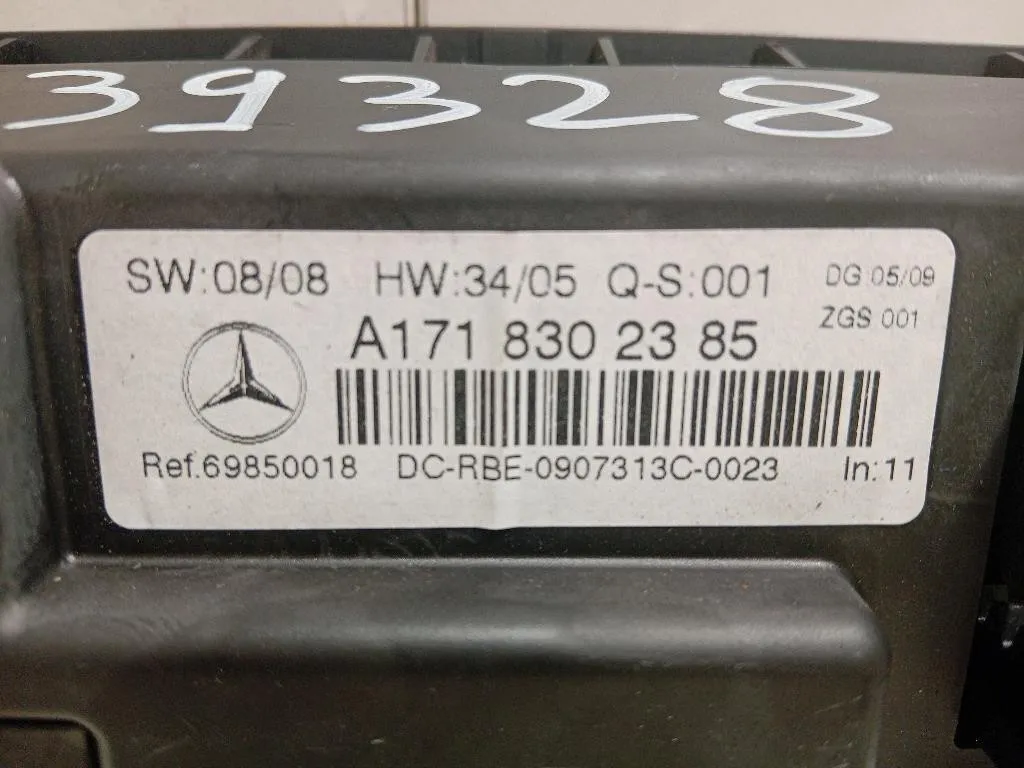 39328
SW:08/08 HW:34/05 Q-S:001 DG:05/09
ZGS 001
A171 830 23 85
Ref.69850018 DC-RBE-0907313C-0023 In:11